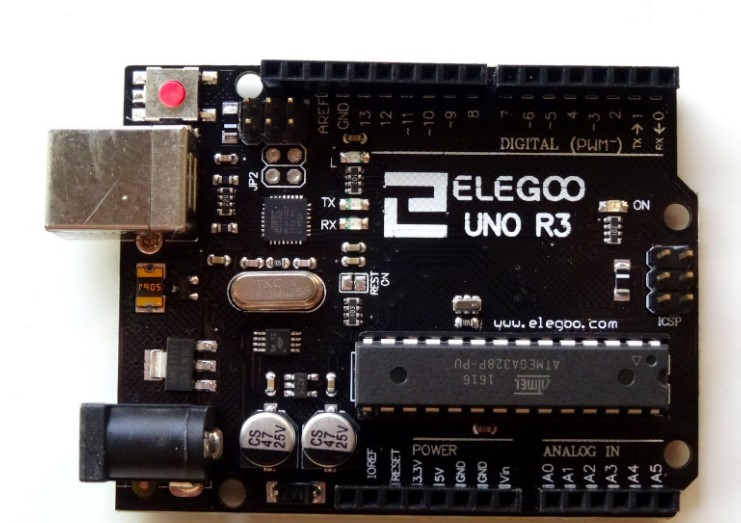 AREF
GND
13
12
~11
~10
~9
8
7
~6
~5
4
~3
2
TX→1
RX←0
DIGITAL (PWM~)
L
JP2
TX
RX
ELEGOO
UNO R3
ON
REST
ON
ICSP
www.elegoo.com
ATMEGA328P-PU
1616
ATMEL
CS
47
25V
CS
47
25V
POWER
ANALOG IN
IOREF
RESET
3.3V
5V
GND
GND
Vin
A0
A1
A2
A3
A4
A5